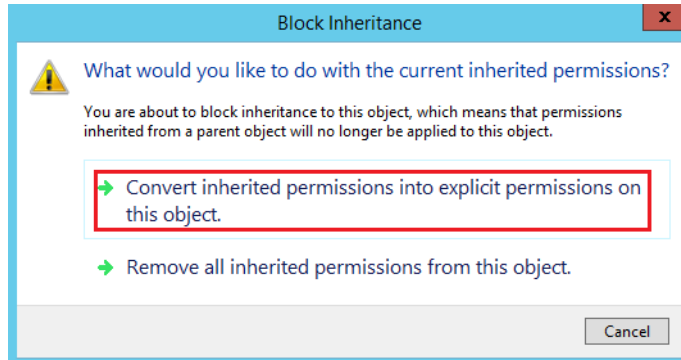 Block Inheritance
x
What would you like to do with the current inherited permissions?
You are about to block inheritance to this object, which means that permissions
inherited from a parent object will no longer be applied to this object.
Convert inherited permissions into explicit permissions on
this object.
Remove all inherited permissions from this object.
Cancel